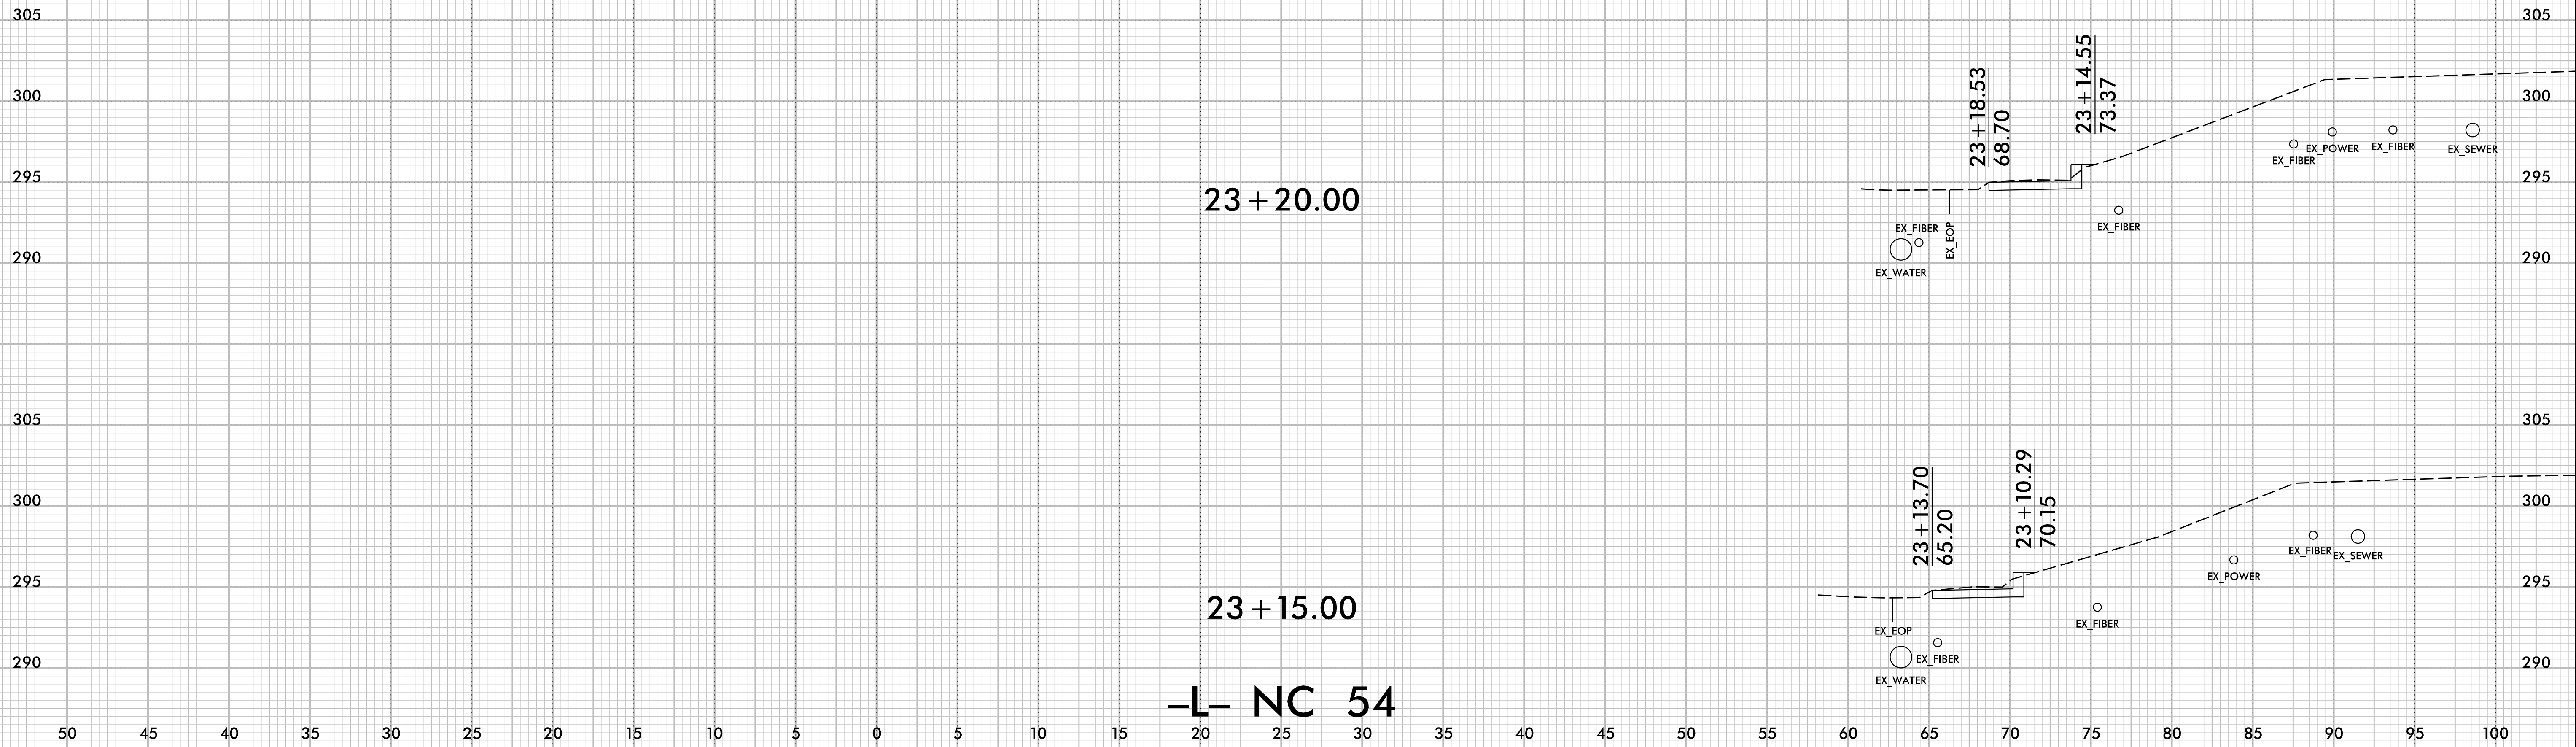 305
305
23+18.53
68.70
23+14.55
73.37
300
300
EX_FIBER
EX_POWER
EX_FIBER
EX_SEWER
295
295
23+20.00
EX_FIBER
EX_EOP
EX_WATER
EX_FIBER
290
290
305
305
23+13.70
65.20
23+10.29
70.15
300
300
EX_POWER
EX_FIBER
EX_SEWER
295
295
23+15.00
EX_EOP
EX_FIBER
EX_WATER
EX_FIBER
290
290
–L– NC 54
50 45 40 35 30 25 20 15 10 5 0 5 10 15 20 25 30 35 40 45 50 55 60 65 70 75 80 85 90 95 100